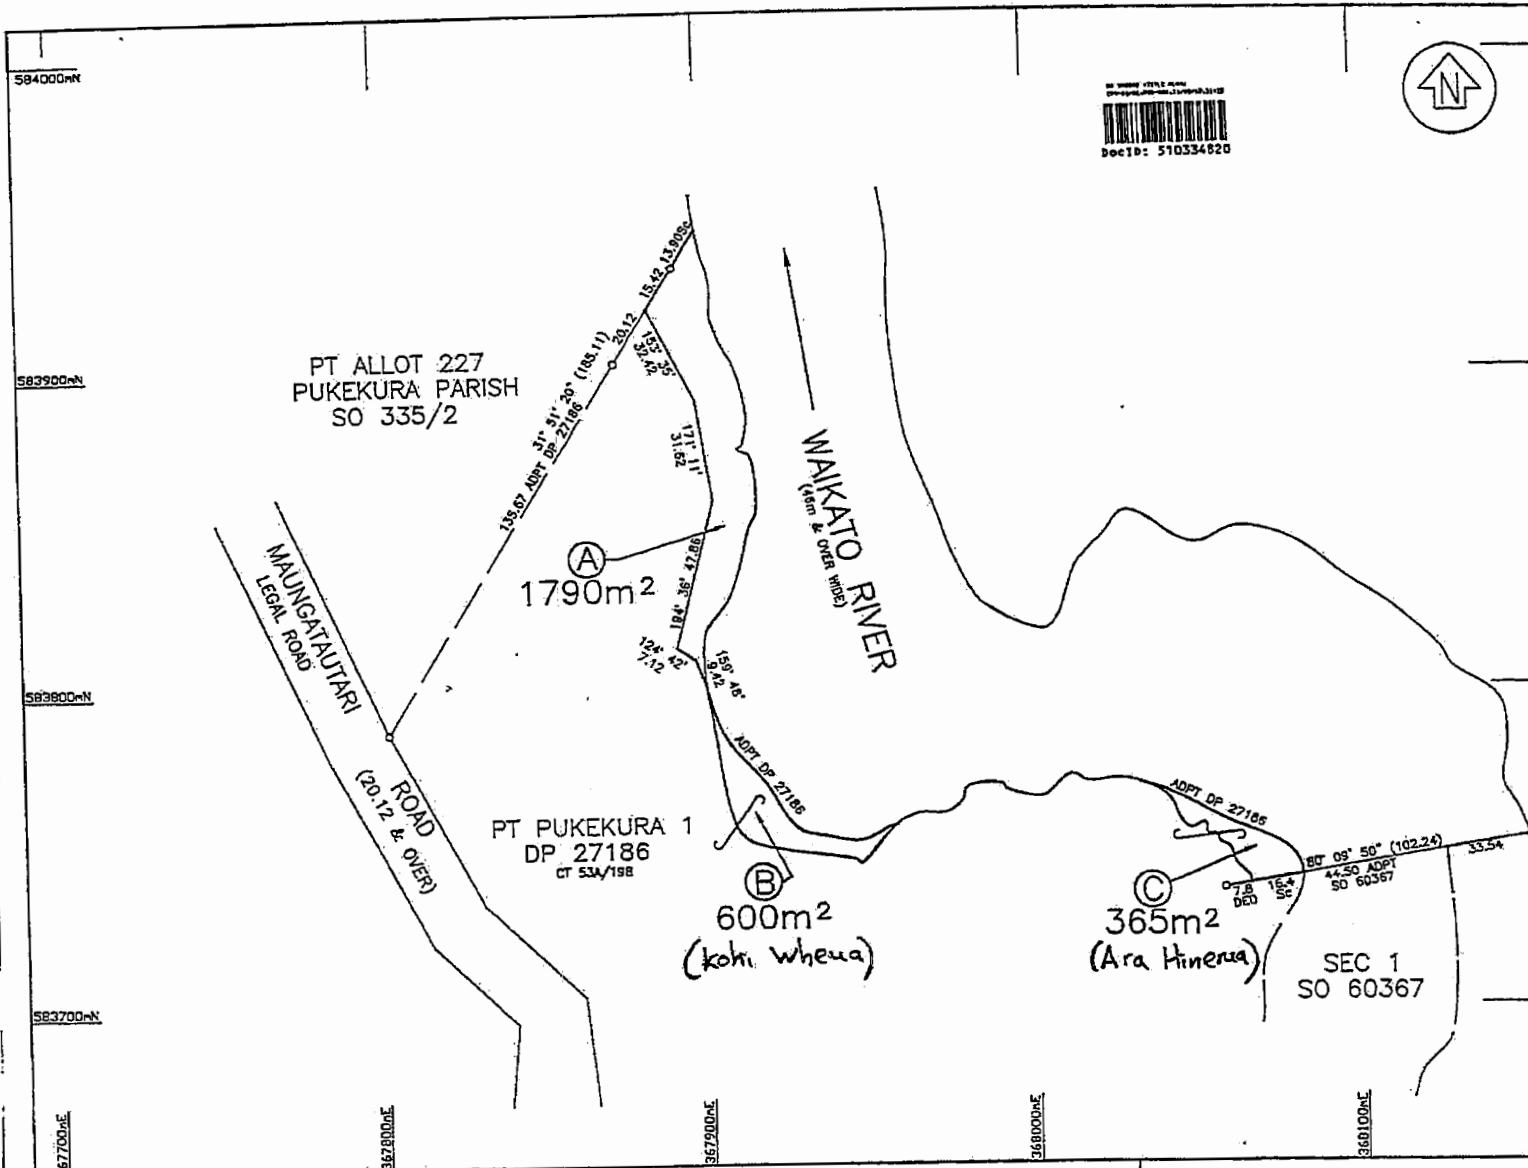 584000mN
DocID: 510334820
N
13.90SC
15.42
20.12
PT ALLOT 227
PUKEKURA PARISH
SO 335/2
583900mN
31° 51' 20" (185.11)
135.67 ADPT DP 27186
153° 35'
32.42
171° 11'
31.62
WAIKATO RIVER
(46m & OVER WIDE)
A
1790m²
194° 36' 47.86
124° 42'
7.12
159° 48'
9.42
MAUNGATAUTARI
LEGAL ROAD
583800mN
ROAD
(20.12 & OVER)
ADPT DP 27186
ADPT DP 27186
PT PUKEKURA 1
DP 27186
CT 53A/198
B
600m²
C
365m²
80° 09' 50" (102.24)
44.50 ADPT
SO 60367
33.54
7.8
DED
16.4
SC
(Ara Hinerua)
SEC 1
SO 60367
583700mN
367800mE
367900mE
368000mE
368100mE